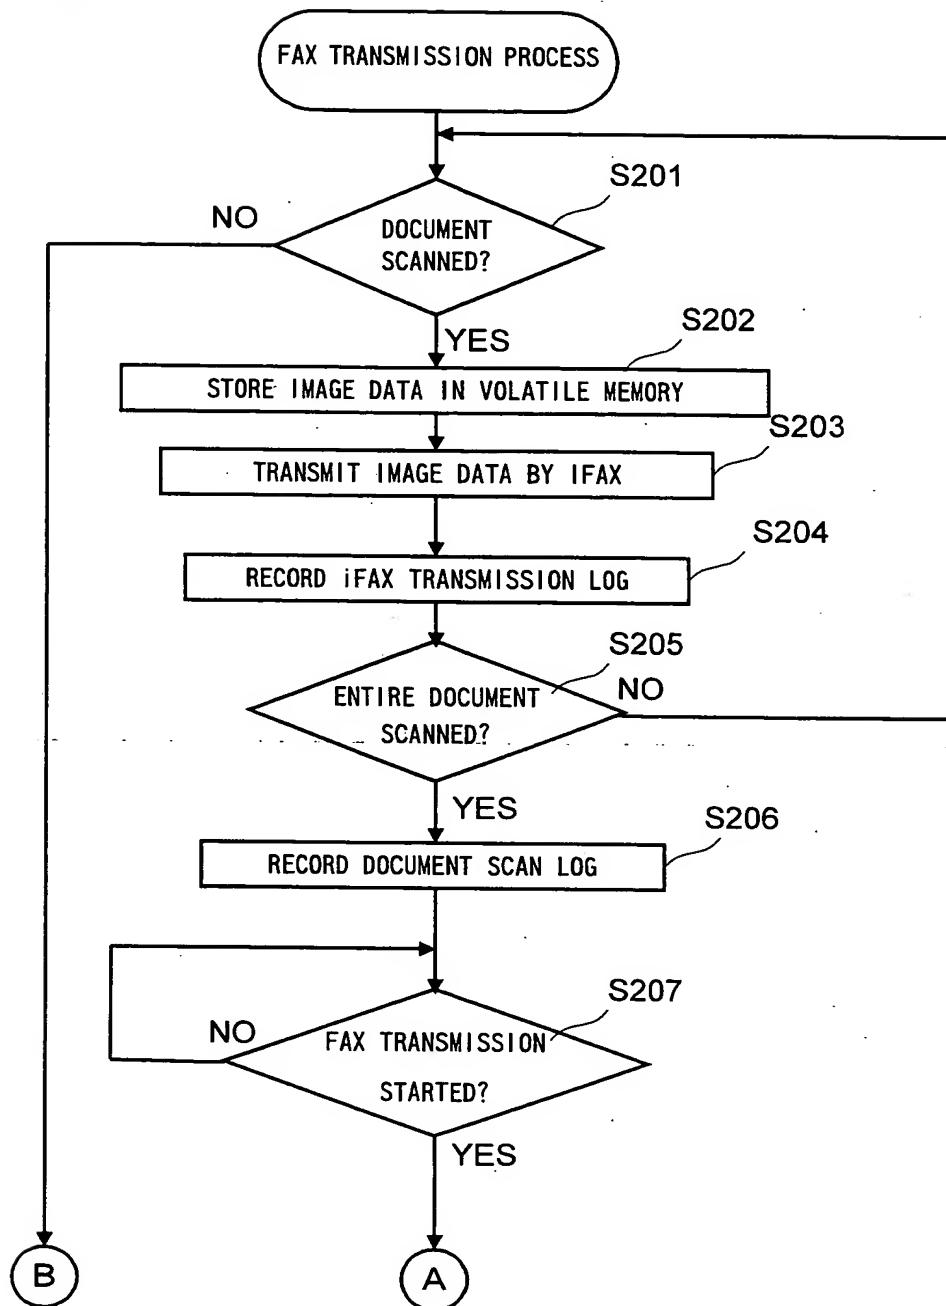 FAX TRANSMISSION PROCESS
S201
NO
DOCUMENT
SCANNED?
YES
S202
STORE IMAGE DATA IN VOLATILE MEMORY
S203
TRANSMIT IMAGE DATA BY IFAX
S204
RECORD iFAX TRANSMISSION LOG
S205
ENTIRE DOCUMENT
SCANNED?
NO
YES
S206
RECORD DOCUMENT SCAN LOG
S207
NO
FAX TRANSMISSION
STARTED?
YES
B
A